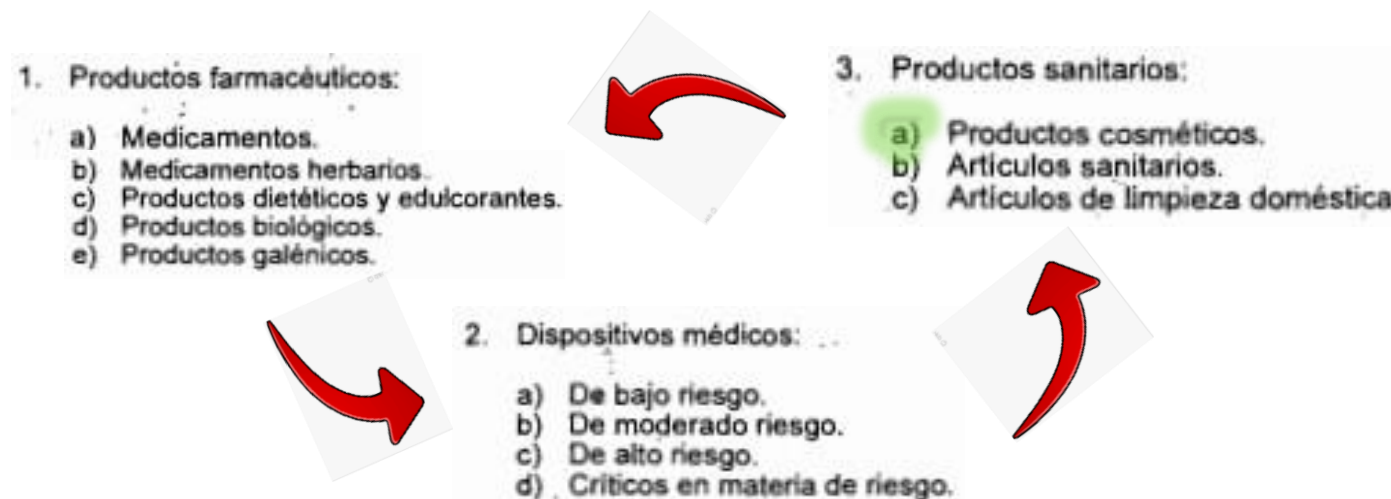 1. Productos farmacéuticos:
a) Medicamentos.
b) Medicamentos herbarios.
c) Productos dietéticos y edulcorantes.
d) Productos biológicos.
e) Productos galénicos.
2. Dispositivos médicos:
a) De bajo riesgo.
b) De moderado riesgo.
c) De alto riesgo.
d) Críticos en materia de riesgo.
3. Productos sanitarios:
a) Productos cosméticos.
b) Artículos sanitarios.
c) Artículos de limpieza doméstica